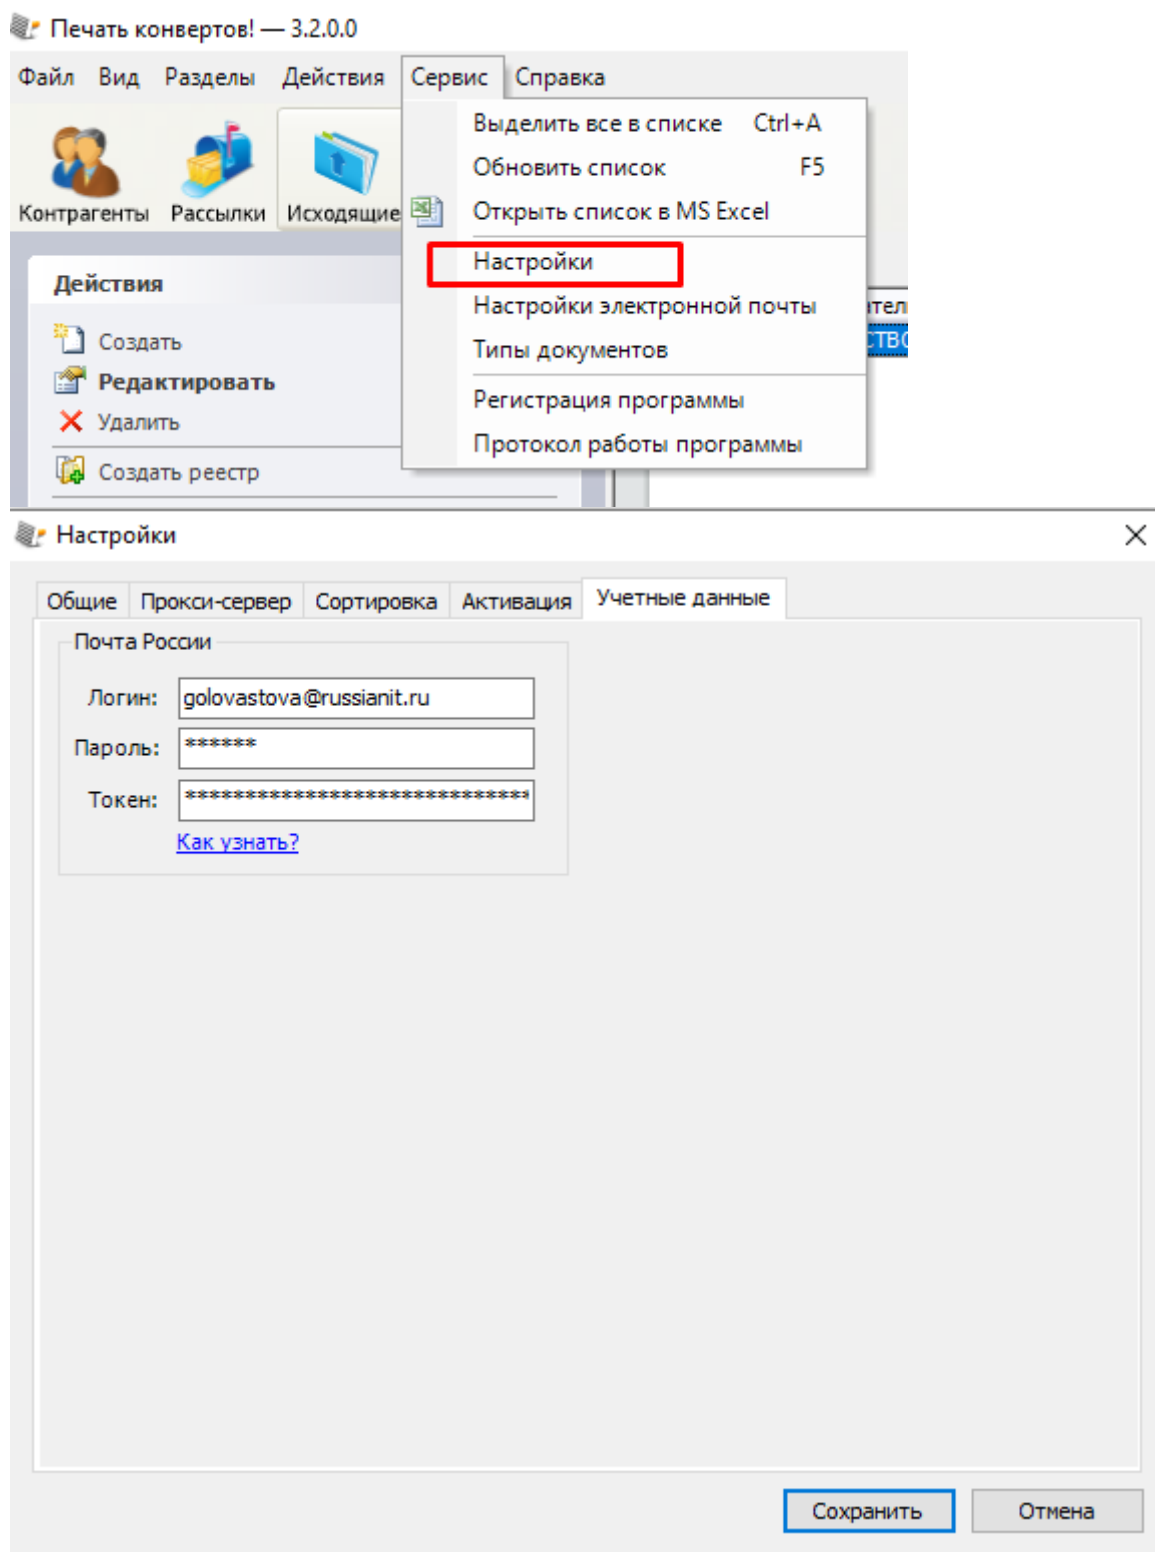 Печать конвертов! — 3.2.0.0
Файл Вид Разделы Действия Сервис Справка
Выделить все в списке Ctrl+A
Обновить список F5
Открыть список в MS Excel
Настройки
Настройки электронной почты
Типы документов
Регистрация программы
Протокол работы программы
Контрагенты Рассылки Исходящие
Действия
Создать
Редактировать
Удалить
Создать реестр
Настройки
Общие Прокси-сервер Сортировка Активация Учетные данные
Почта России
Логин: golovastova@russianit.ru
Пароль: ******
Токен: *****************************
Как узнать?
Сохранить Отмена